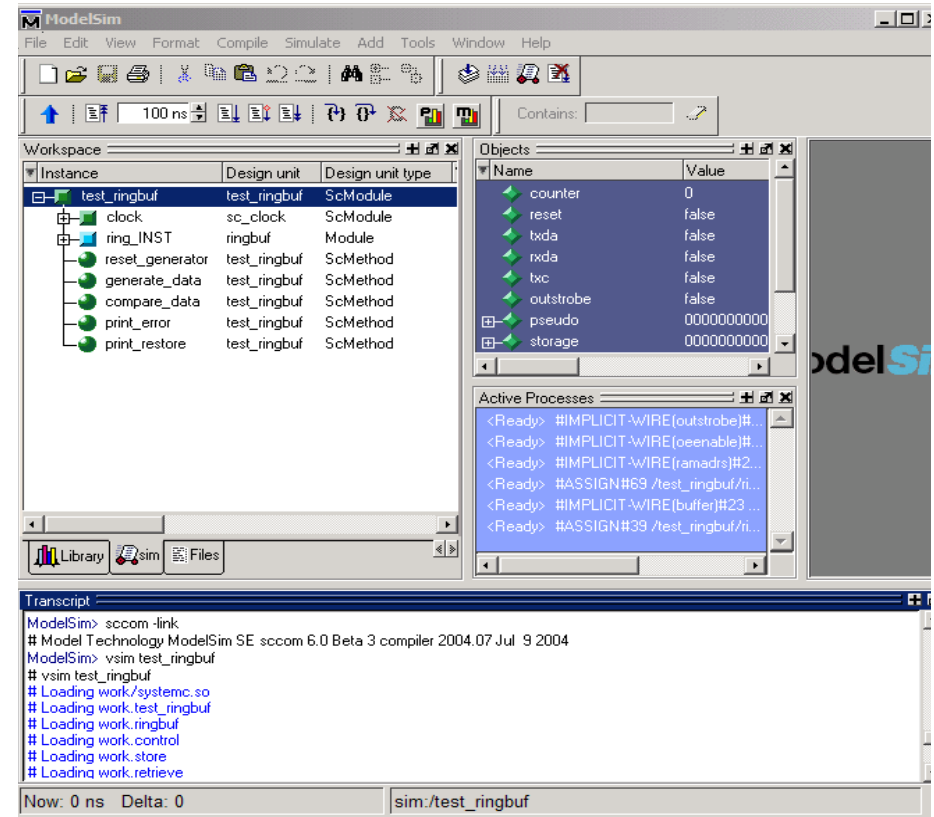 ModelSim
File Edit View Format Compile Simulate Add Tools Window Help
100 ns
Contains:
Workspace
Instance Design unit Design unit type
test_ringbuf test_ringbuf ScModule
clock sc_clock ScModule
ring_INST ringbuf Module
reset_generator test_ringbuf ScMethod
generate_data test_ringbuf ScMethod
compare_data test_ringbuf ScMethod
print_error test_ringbuf ScMethod
print_restore test_ringbuf ScMethod
Library sim Files
Objects
Name Value
counter 0
reset false
txda false
rxda false
txc false
outstrobe false
pseudo 0000000000
storage 0000000000
Active Processes
<Ready> #IMPLICIT-WIRE(outstrobe)#...
<Ready> #IMPLICIT-WIRE(oeenable)#...
<Ready> #IMPLICIT-WIRE(ramadrs)#2...
<Ready> #ASSIGN#69 /test_ringbuf/ri...
<Ready> #IMPLICIT-WIRE(buffer)#23 ...
<Ready> #ASSIGN#39 /test_ringbuf/ri...
odelSi
Transcript
ModelSim> sccom -link
# Model Technology ModelSim SE sccom 6.0 Beta 3 compiler 2004.07 Jul 9 2004
ModelSim> vsim test_ringbuf
# vsim test_ringbuf
# Loading work/systemc.so
# Loading work.test_ringbuf
# Loading work.ringbuf
# Loading work.control
# Loading work.store
# Loading work.retrieve
Now: 0 ns Delta: 0 sim:/test_ringbuf